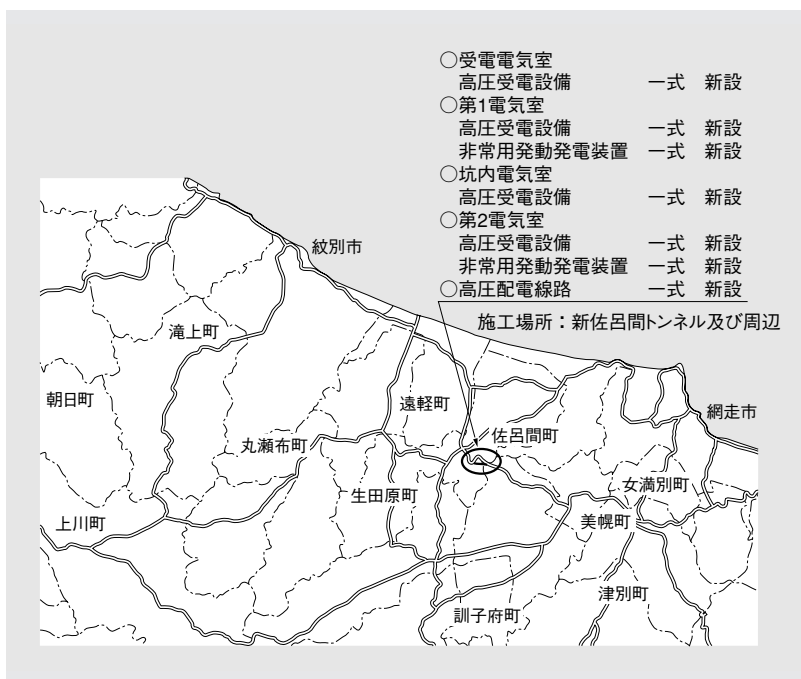 ○受電電気室
高圧受電設備 一式 新設
○第1電気室
高圧受電設備 一式 新設
非常用発動発電装置 一式 新設
○坑内電気室
高圧受電設備 一式 新設
○第2電気室
高圧受電設備 一式 新設
非常用発動発電装置 一式 新設
○高圧配電線路 一式 新設
施工場所：新佐呂間トンネル及び周辺
紋別市
滝上町
朝日町
遠軽町
網走市
佐呂間町
丸瀬布町
女満別町
生田原町
上川町
美幌町
津別町
訓子府町